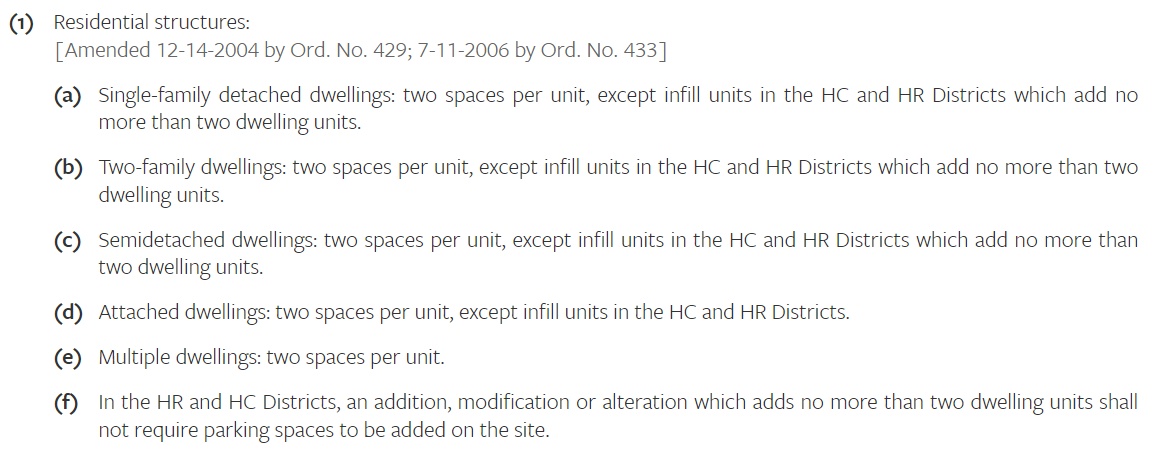 (1) Residential structures:
[Amended 12-14-2004 by Ord. No. 429; 7-11-2006 by Ord. No. 433]
(a) Single-family detached dwellings: two spaces per unit, except infill units in the HC and HR Districts which add no
more than two dwelling units.
(b) Two-family dwellings: two spaces per unit, except infill units in the HC and HR Districts which add no more than two
dwelling units.
(c) Semidetached dwellings: two spaces per unit, except infill units in the HC and HR Districts which add no more than
two dwelling units.
(d) Attached dwellings: two spaces per unit, except infill units in the HC and HR Districts.
(e) Multiple dwellings: two spaces per unit.
(f) In the HR and HC Districts, an addition, modification or alteration which adds no more than two dwelling units shall
not require parking spaces to be added on the site.